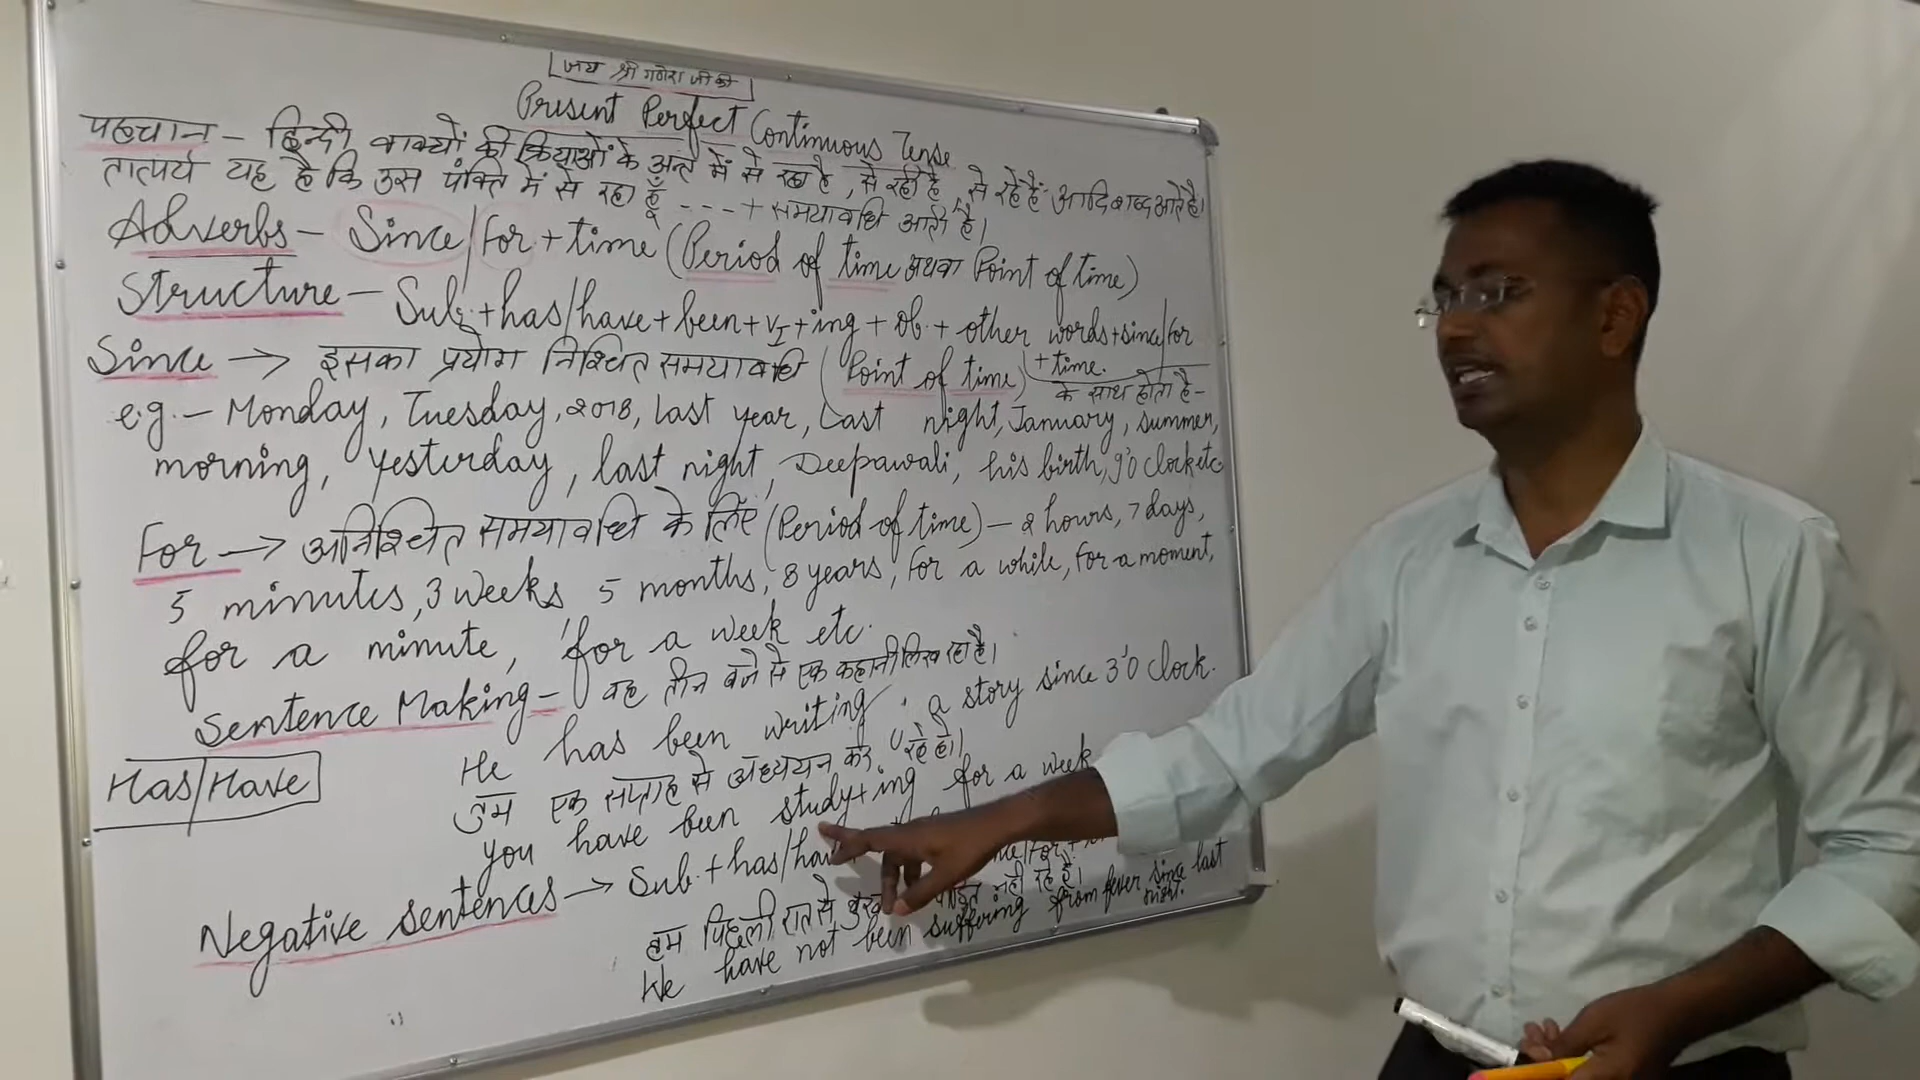 जय श्री गणेश जी की
Present Perfect Continuous Tense
पहचान - हिन्दी वाक्यों की क्रियाओं के अन्त में से रहा है, से रही है, से रहे हैं आदि शब्द आते है।
तात्पर्य यह है कि उस पंक्ति में से रहा हूँ ---+ समयावधि आती है।
Adverbs - Since/For + time (Period of time अथवा Point of time)
Structure - Sub. + has/have + been + V1 + ing + ob. + other words + since/for + time.
Since → इसका प्रयोग निश्चित समयावधि (Point of time) के साथ होता है -
e.g. - Monday, Tuesday, 2018, last year, Last night, January, summer,
morning, yesterday, last night, Deepawali, his birth, 9'O clock etc
For → अनिश्चित समयावधि के लिए (Period of time) - 2 hours, 7 days,
5 minutes, 3 weeks 5 months, 8 years, For a while, For a moment,
for a minute, for a week etc.
Sentence Making - वह तीन बजे से एक कहानी लिख रहा है।
He has been writing a story since 3'O clock.
Has/Have
तुम एक सप्ताह से अध्ययन कर रहे हो।
you have been study+ing for a week
Negative sentences → Sub. + has/have
हम पिछली रात से नहीं रहे हैं।
We have not been suffering from fever since last night.